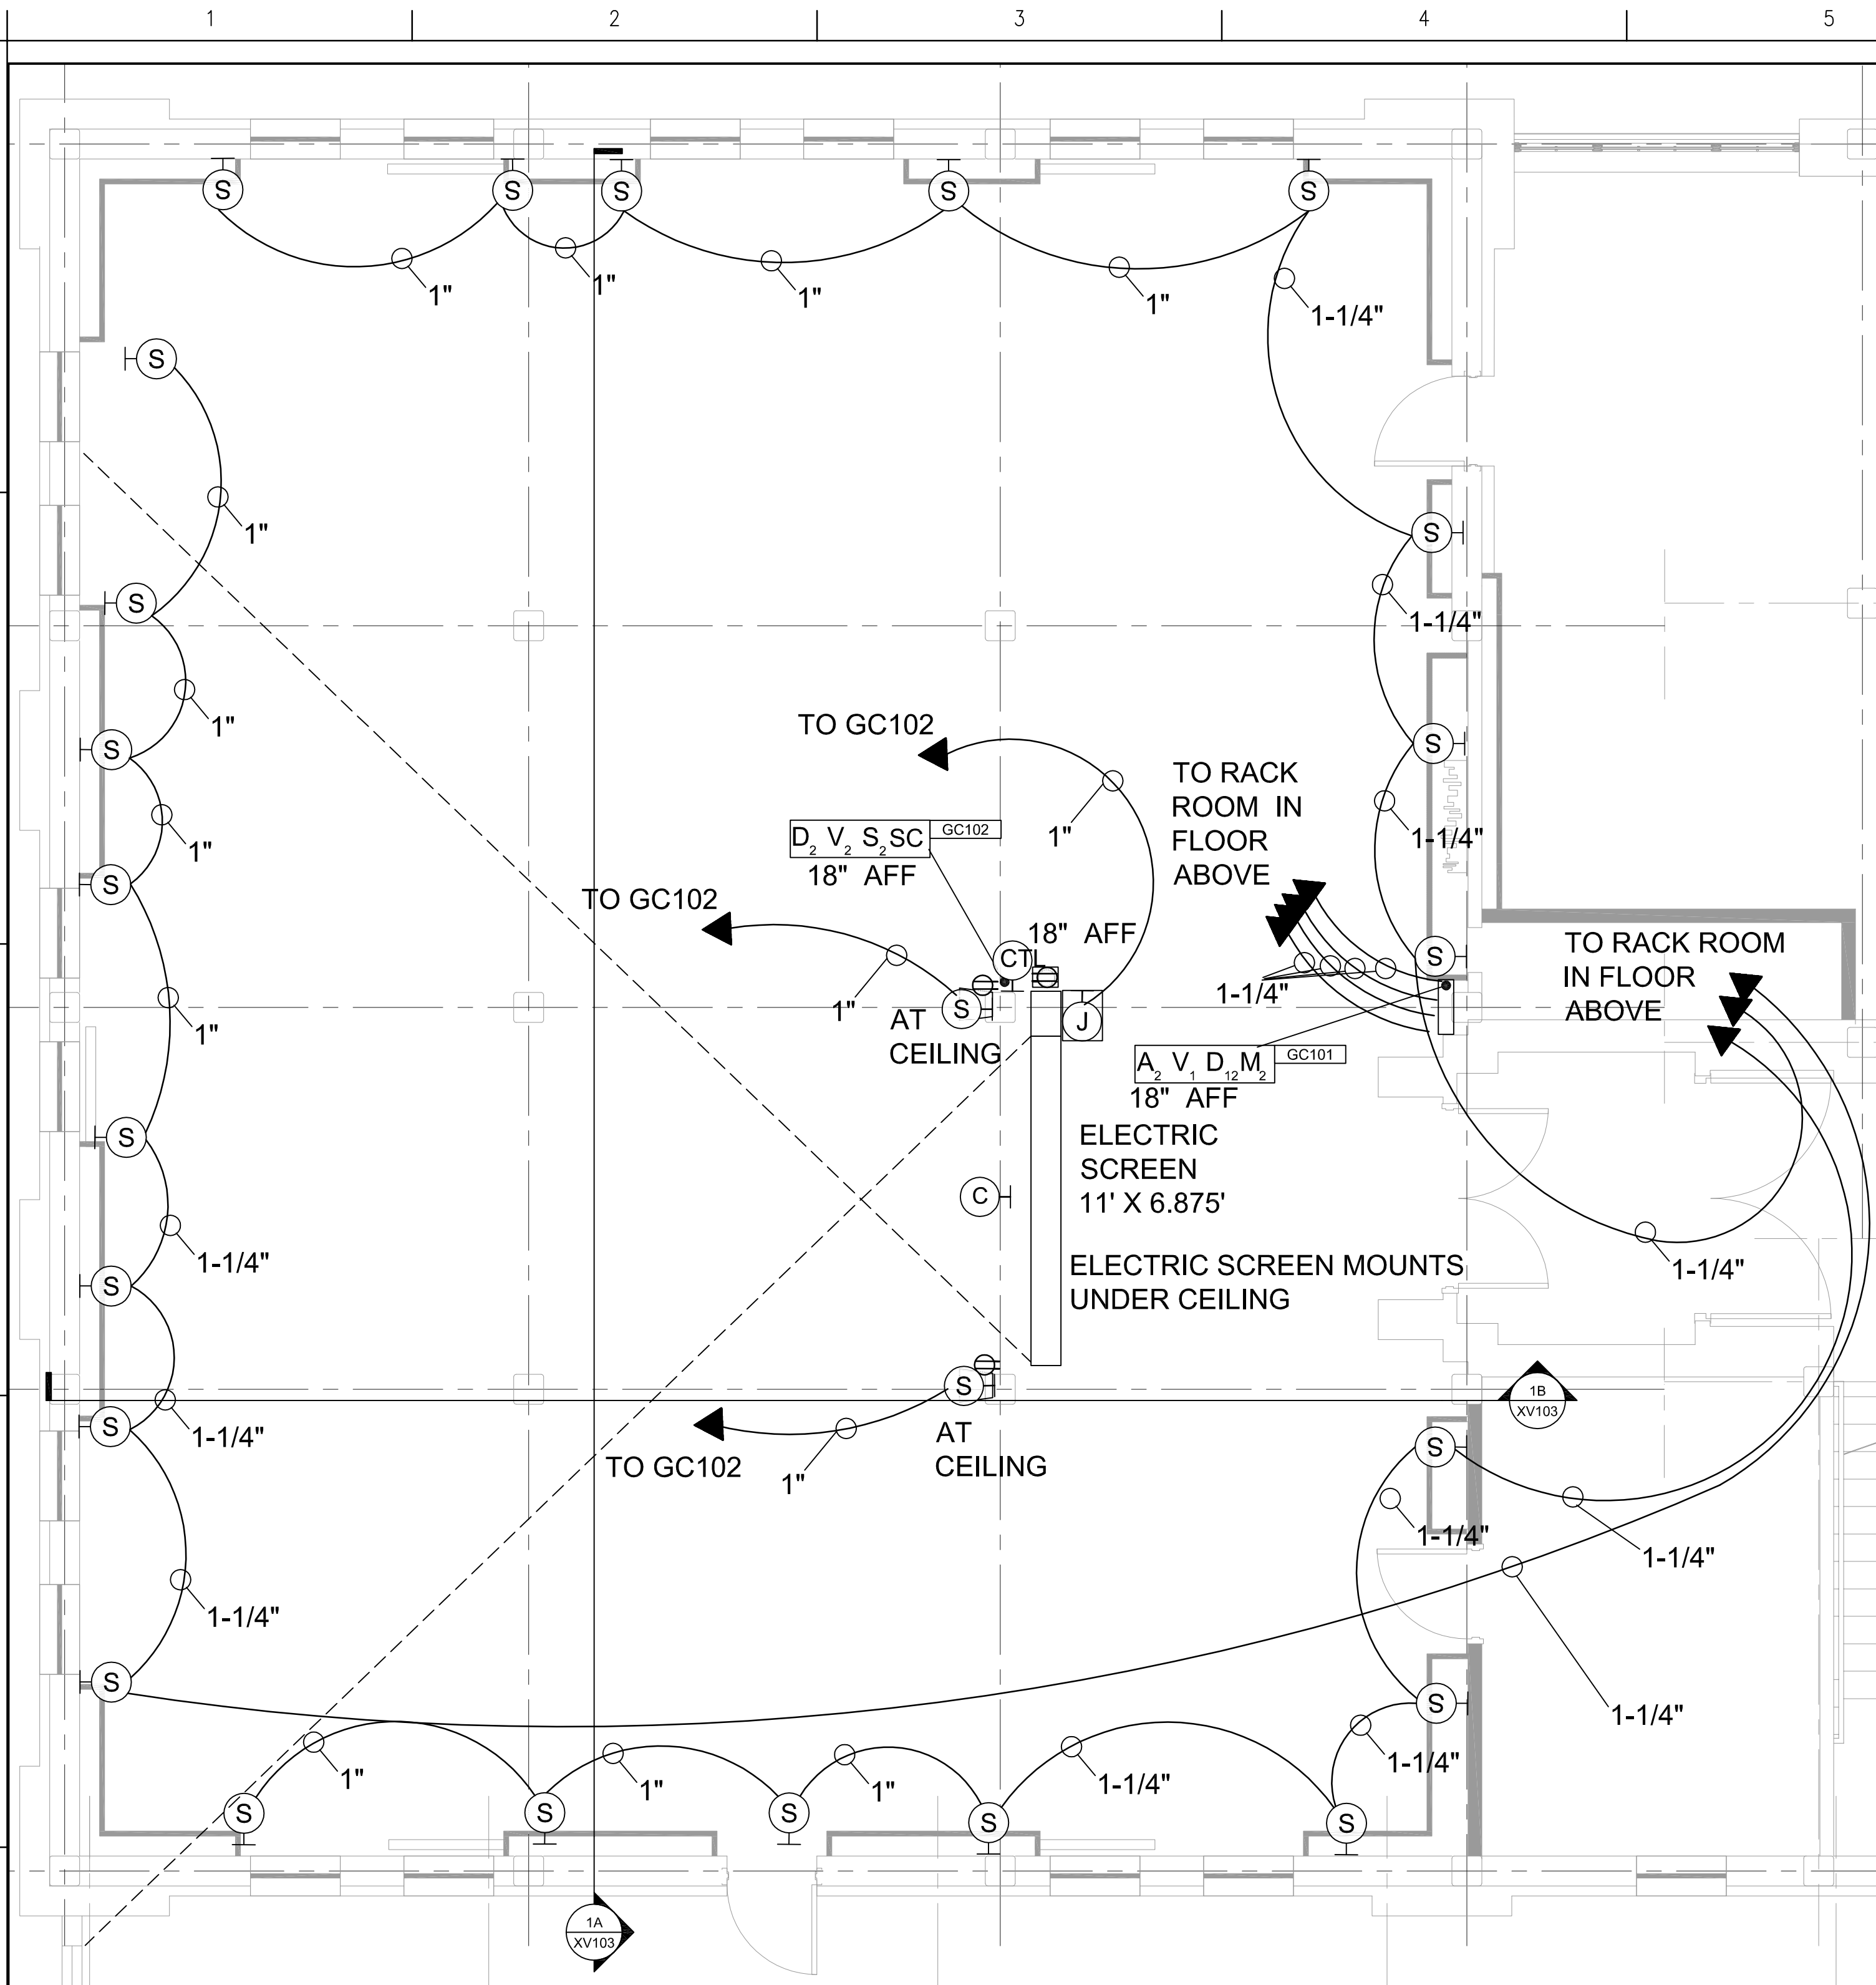 1 2 3 4 5
S S S S S
1" 1" 1" 1" 1-1/4"
S
1"
S
S
1-1/4"
S
1"
S
1"
S
1-1/4"
S
TO GC102
1"
TO RACK
ROOM IN
FLOOR
ABOVE
D2 V2 S2 SC GC102
18" AFF
TO GC102
1"
CTL
18" AFF
S
AT
CEILING
J
1-1/4"
S
TO RACK ROOM
IN FLOOR
ABOVE
1"
A2 V1 D12 M2 GC101
18" AFF
S
ELECTRIC
SCREEN
11' X 6.875'
C
1-1/4"
S
ELECTRIC SCREEN MOUNTS
UNDER CEILING
1-1/4"
1-1/4"
S
S
AT
CEILING
TO GC102
1"
1B
XV103
S
1-1/4"
1-1/4"
1-1/4"
S
S
1-1/4"
1-1/4"
1" 1" 1" 1-1/4"
S S S S S
1A
XV103